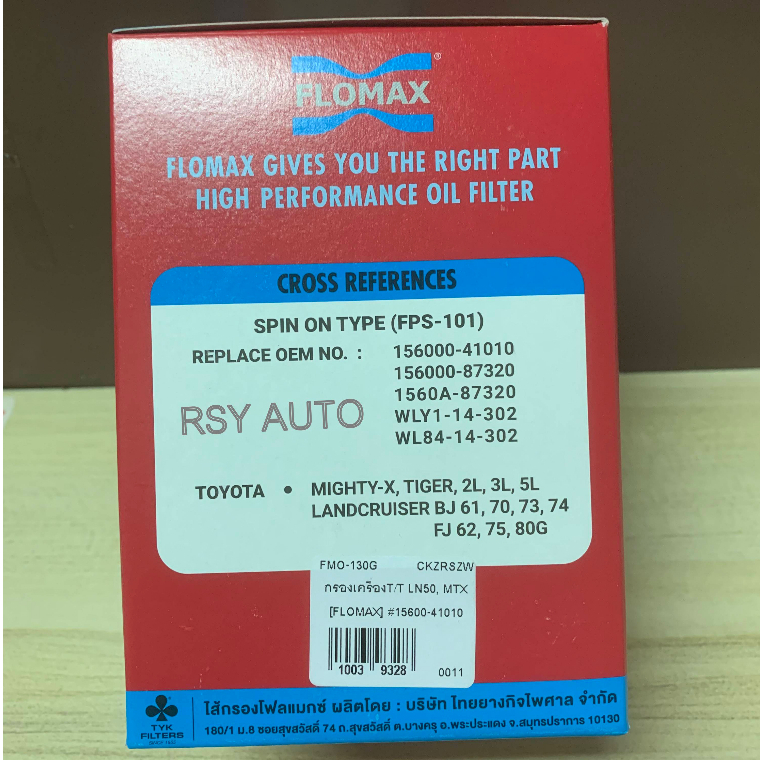 FLOMAX®
FLOMAX GIVES YOU THE RIGHT PART
HIGH PERFORMANCE OIL FILTER
CROSS REFERENCES
SPIN ON TYPE (FPS-101)
REPLACE OEM NO. : 156000-41010
156000-87320
1560A-87320
WLY1-14-302
WL84-14-302
RSY AUTO
TOYOTA • MIGHTY-X, TIGER, 2L, 3L, 5L
LANDCRUISER BJ 61, 70, 73, 74
FJ 62, 75, 80G
FMO-130G CKZRSZW
กรองเครื่องT/T LN50, MTX
[FLOMAX] #15600-41010
1003 9328 0011
TYK
FILTERS
SINCE 1952
ไส้กรองโฟลแมกซ์ ผลิตโดย : บริษัท ไทยยางกิจไพศาล จำกัด
180/1 ม.8 ซอยสุขสวัสดิ์ 74 ถ.สุขสวัสดิ์ ต.บางครุ อ.พระประแดง จ.สมุทรปราการ 10130